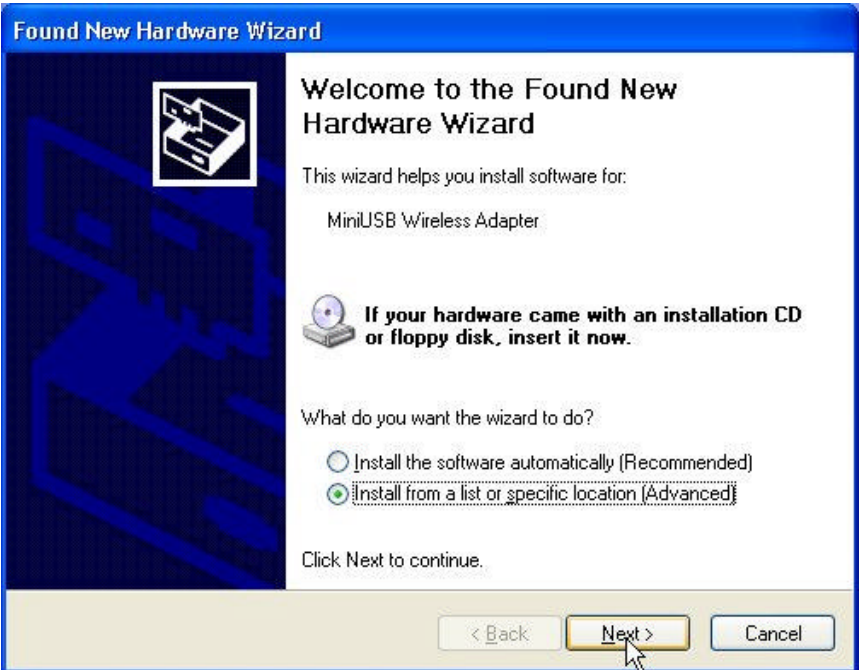 Found New Hardware Wizard
Welcome to the Found New
Hardware Wizard
This wizard helps you install software for:
MiniUSB Wireless Adapter
If your hardware came with an installation CD
or floppy disk, insert it now.
What do you want the wizard to do?
Install the software automatically (Recommended)
Install from a list or specific location (Advanced)
Click Next to continue.
< Back Next > Cancel